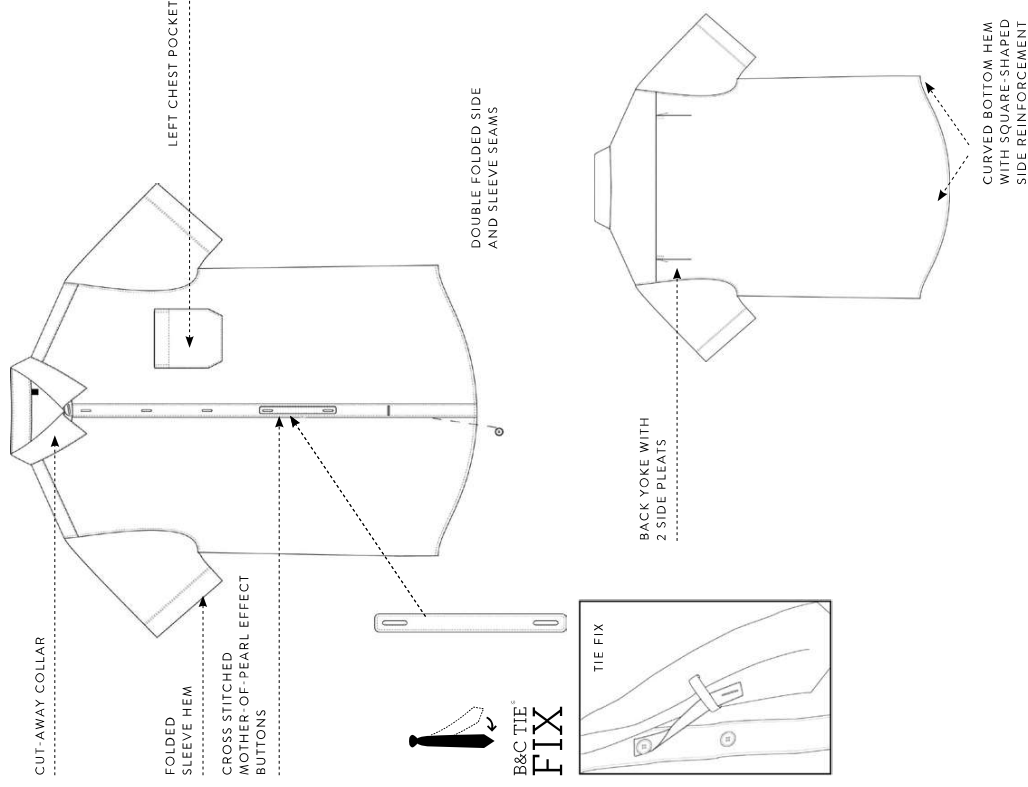 CUT-AWAY COLLAR
FOLDED
SLEEVE HEM
CROSS STITCHED
MOTHER-OF-PEARL EFFECT
BUTTONS
LEFT CHEST POCKET
DOUBLE FOLDED SIDE
AND SLEEVE SEAMS
B&C TIE©
FIX
TIE FIX
BACK YOKE WITH
2 SIDE PLEATS
CURVED BOTTOM HEM
WITH SQUARE-SHAPED
SIDE REINFORCEMENT